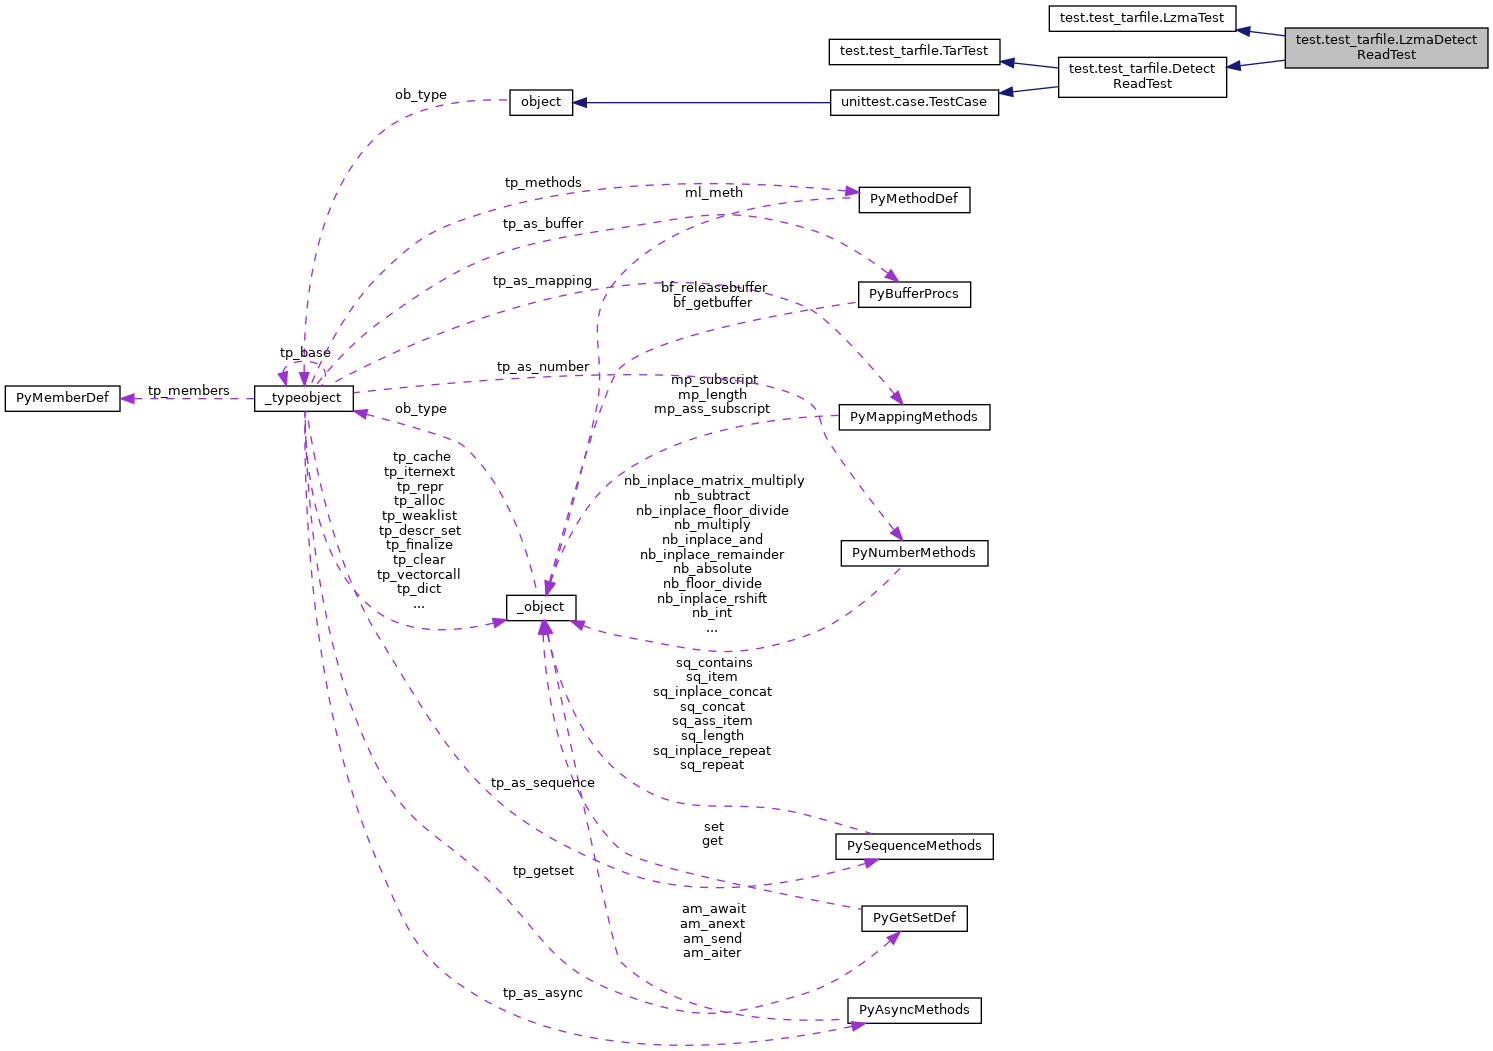 test.test_tarfile.LzmaTest
test.test_tarfile.LzmaDetect
ReadTest
test.test_tarfile.TarTest
test.test_tarfile.Detect
ReadTest
ob_type
object
unittest.case.TestCase
tp_methods
ml_meth
PyMethodDef
tp_as_buffer
tp_as_mapping
bf_releasebuffer
bf_getbuffer
PyBufferProcs
tp_base
tp_as_number
mp_subscript
mp_length
mp_ass_subscript
PyMemberDef
tp_members
_typeobject
ob_type
PyMappingMethods
tp_cache
tp_iternext
tp_repr
tp_alloc
tp_weaklist
tp_descr_set
tp_finalize
tp_clear
tp_vectorcall
tp_dict
...
nb_inplace_matrix_multiply
nb_subtract
nb_inplace_floor_divide
nb_multiply
nb_inplace_and
nb_inplace_remainder
nb_absolute
nb_floor_divide
nb_inplace_rshift
nb_int
...
PyNumberMethods
_object
sq_contains
sq_item
sq_inplace_concat
sq_concat
sq_ass_item
sq_length
sq_inplace_repeat
sq_repeat
tp_as_sequence
set
get
PySequenceMethods
tp_getset
am_await
am_anext
am_send
am_aiter
PyGetSetDef
tp_as_async
PyAsyncMethods